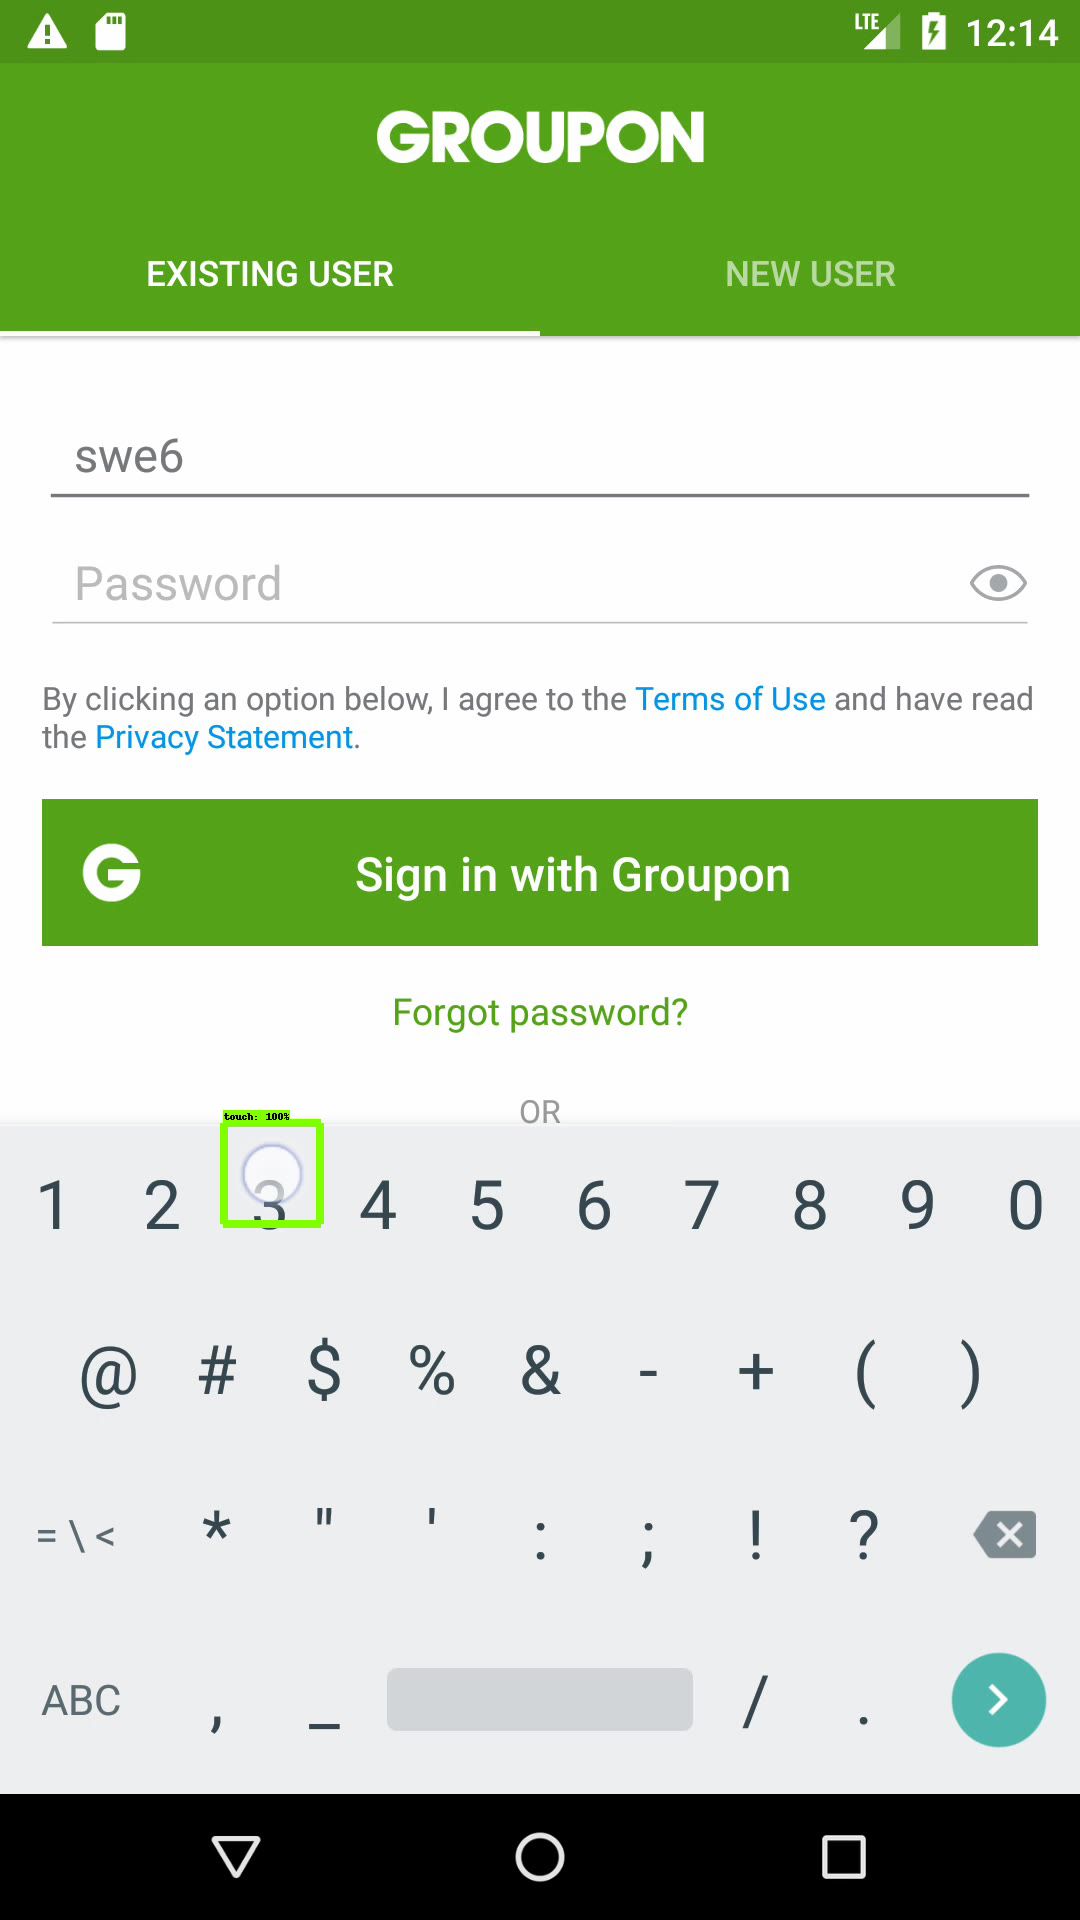 LTE 12:14
GROUPON
EXISTING USER NEW USER
swe6
Password
By clicking an option below, I agree to the Terms of Use and have read
the Privacy Statement.
G Sign in with Groupon
Forgot password?
OR
touch: 100%
1 2 3 4 5 6 7 8 9 0
@ # $ % & - + ( )
= \ < * " ' : ; ! ?
ABC , _ / .